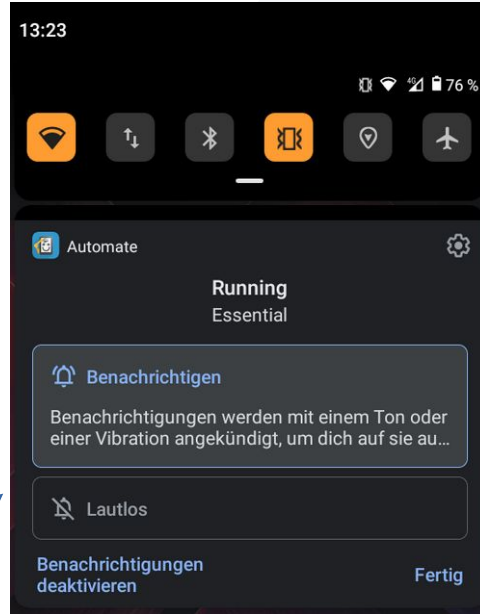 13:23
4G 76 %
Automate
Running
Essential
Benachrichtigen
Benachrichtigungen werden mit einem Ton oder
einer Vibration angekündigt, um dich auf sie au…
Lautlos
Benachrichtigungen
deaktivieren
Fertig